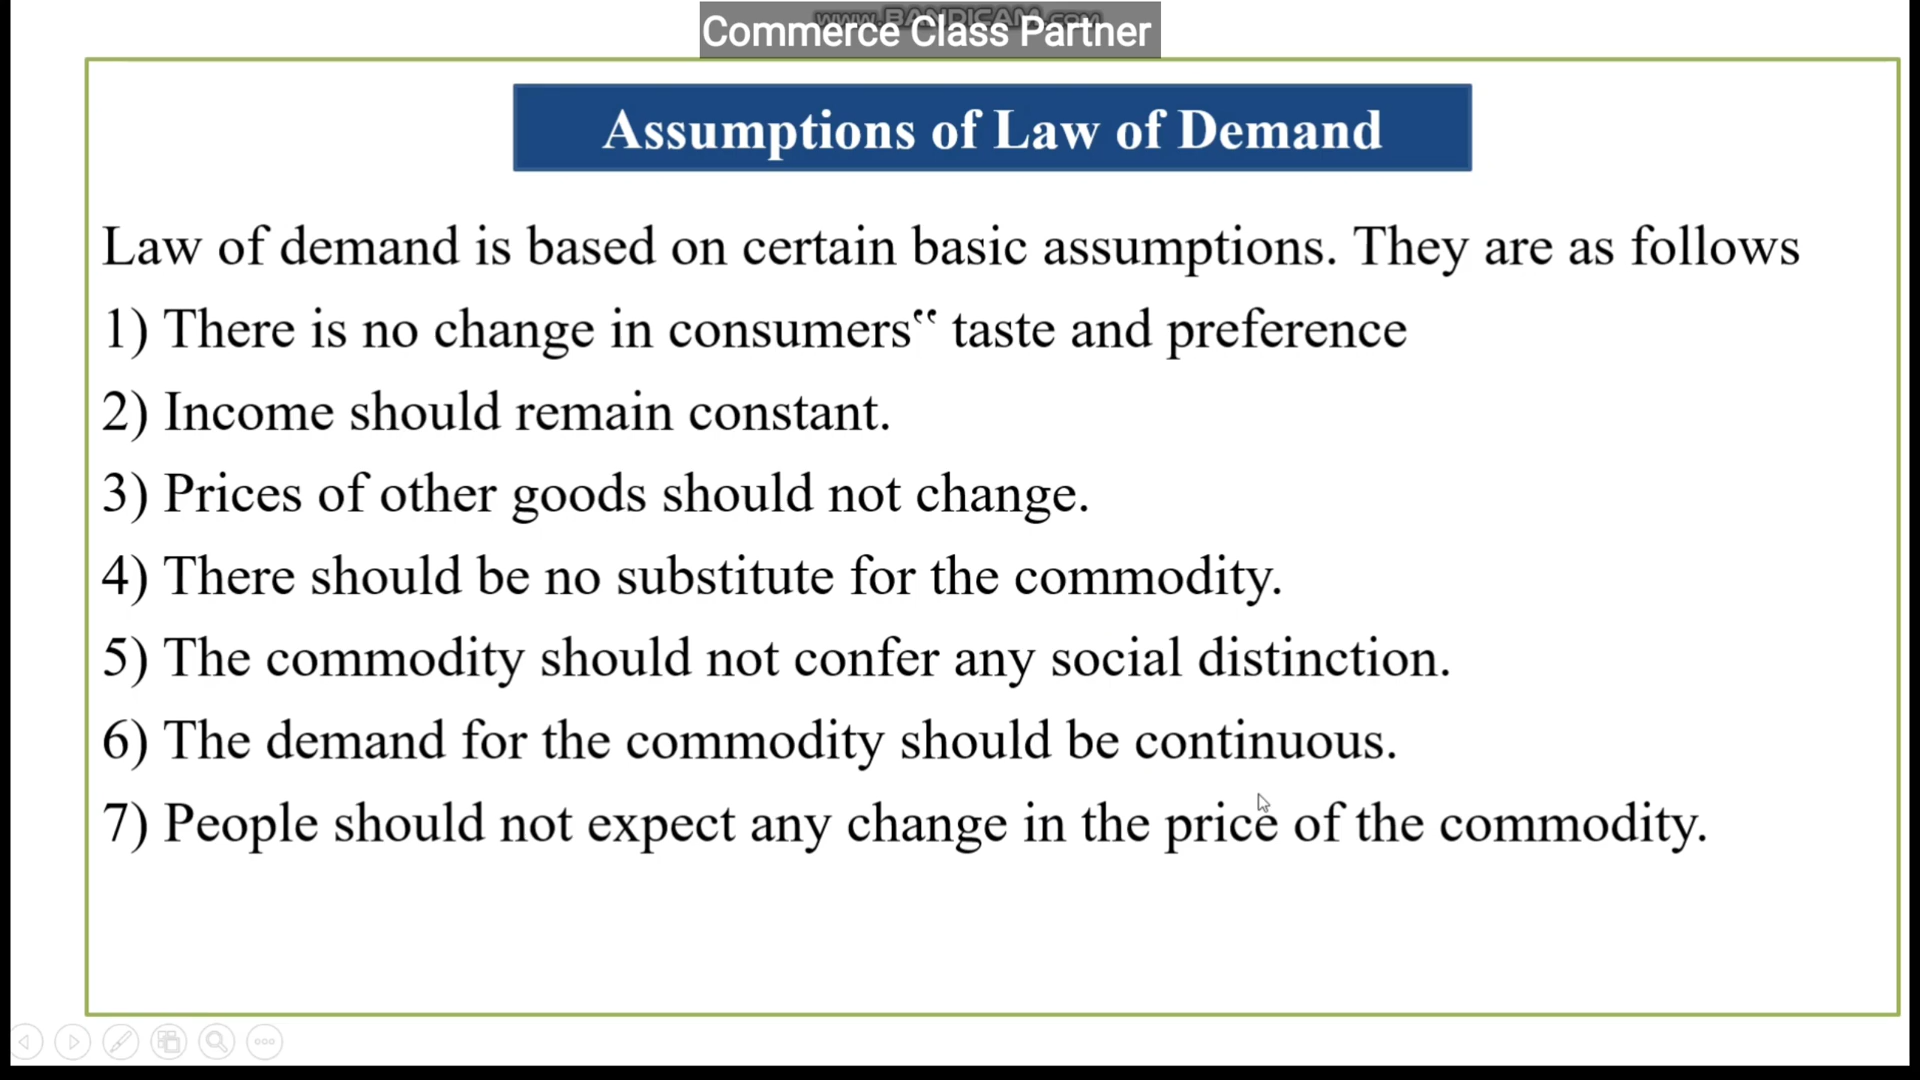 www.BANDICAM.com
Commerce Class Partner
Assumptions of Law of Demand
Law of demand is based on certain basic assumptions. They are as follows
1) There is no change in consumers‟ taste and preference
2) Income should remain constant.
3) Prices of other goods should not change.
4) There should be no substitute for the commodity.
5) The commodity should not confer any social distinction.
6) The demand for the commodity should be continuous.
7) People should not expect any change in the price of the commodity.